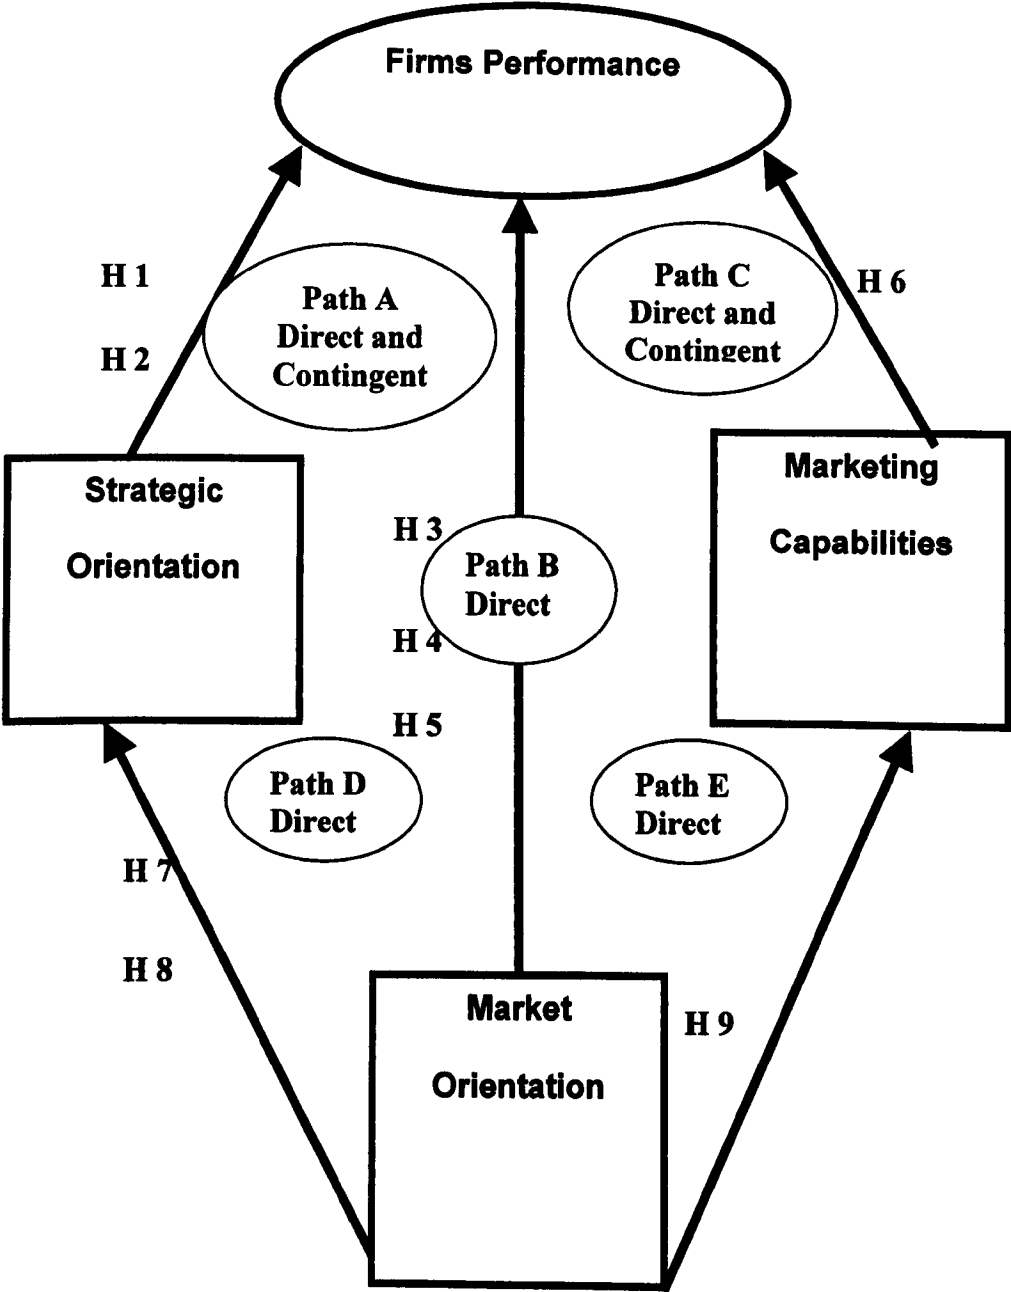 Firms Performance
H 1
H 2
Path A
Direct and
Contingent
Path C
Direct and
Contingent
H 6
Strategic
Orientation
H 3
Path B
Direct
H 4
H 5
Marketing
Capabilities
Path D
Direct
Path E
Direct
H 7
H 8
Market
Orientation
H 9